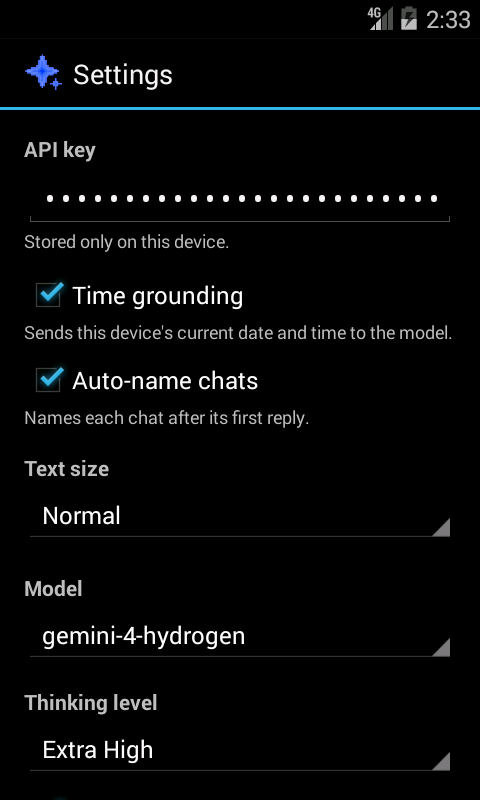 4G 2:33
Settings
API key
•••••••••••••••••••••••••
Stored only on this device.
Time grounding
Sends this device's current date and time to the model.
Auto-name chats
Names each chat after its first reply.
Text size
Normal
Model
gemini-4-hydrogen
Thinking level
Extra High